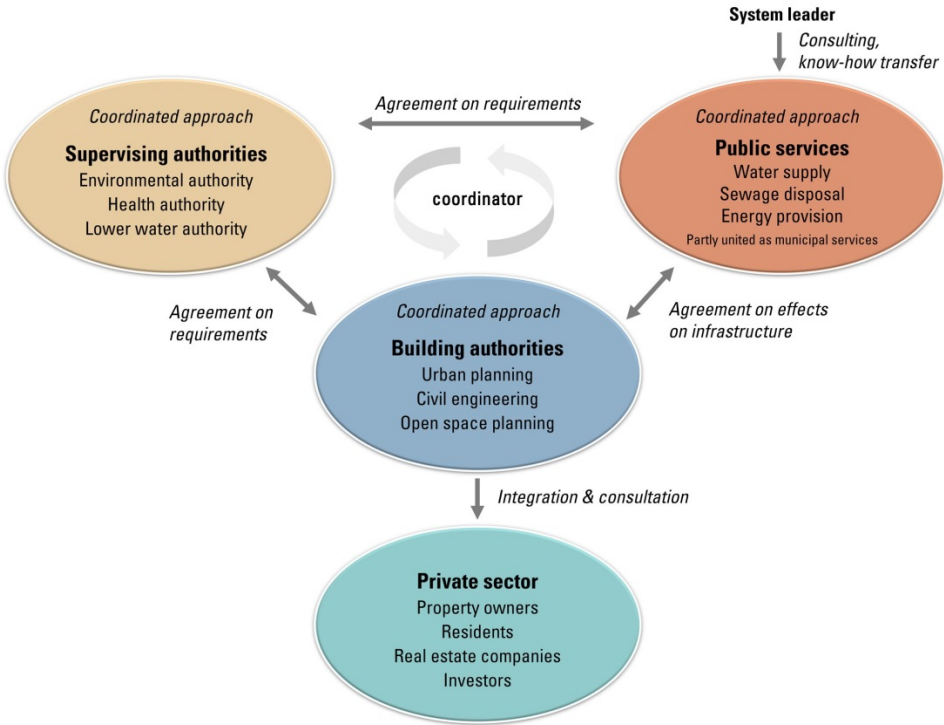 System leader
Consulting,
know-how transfer
Agreement on requirements
Coordinated approach
Supervising authorities
Environmental authority
Health authority
Lower water authority
Coordinated approach
Public services
Water supply
Sewage disposal
Energy provision
Partly united as municipal services
coordinator
Agreement on
requirements
Coordinated approach
Building authorities
Urban planning
Civil engineering
Open space planning
Agreement on effects
on infrastructure
Integration & consultation
Private sector
Property owners
Residents
Real estate companies
Investors